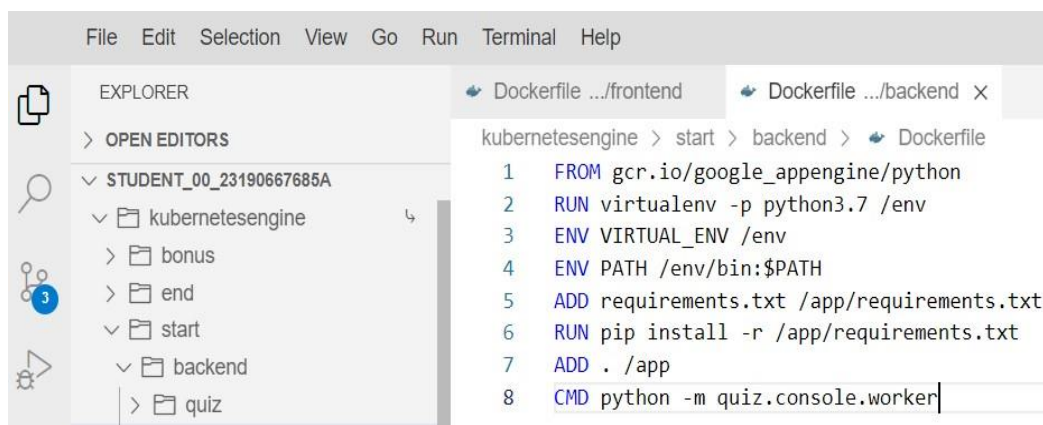 File Edit Selection View Go Run Terminal Help
EXPLORER
OPEN EDITORS
STUDENT_00_23190667685A
kubernetesengine
bonus
end
start
backend
quiz
3
Dockerfile .../frontend Dockerfile .../backend ×
kubernetesengine > start > backend > Dockerfile
1 FROM gcr.io/google_appengine/python
2 RUN virtualenv -p python3.7 /env
3 ENV VIRTUAL_ENV /env
4 ENV PATH /env/bin:$PATH
5 ADD requirements.txt /app/requirements.txt
6 RUN pip install -r /app/requirements.txt
7 ADD . /app
8 CMD python -m quiz.console.worker